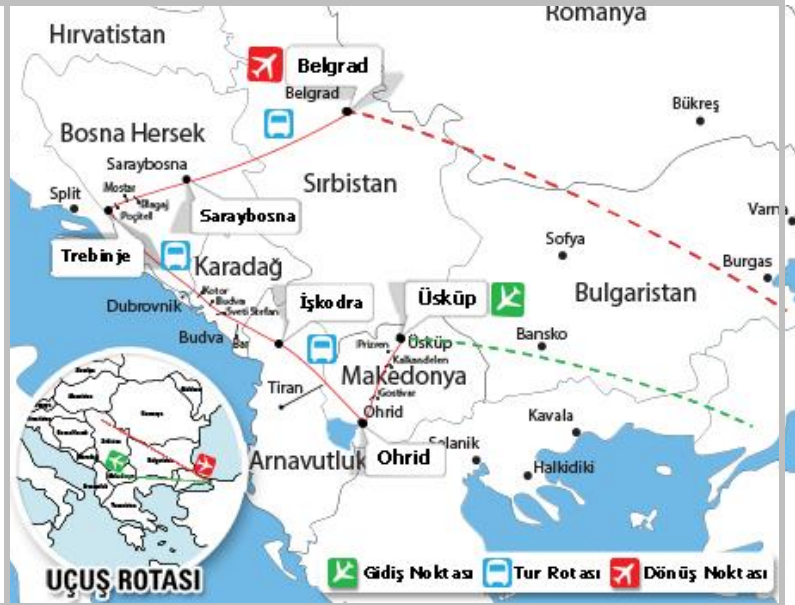 Romanya
Hırvatistan
Belgrad
Belgrad
Bükreş
Bosna Hersek
Saraybosna
Sırbistan
Split
Mostar
Blagaj
Poçitell
Saraybosna
Varna
Trebinje
Sofya
Karadağ
Burgas
Bulgaristan
Dubrovnik
Kotor
Budva
Sveti Stefan
İşkodra
Üsküp
Budva
Bar
Prizren
Üsküp
Bansko
Kalkandelen
Makedonya
Tiran
Gostivar
Ohrid
Kavala
Selanik
Arnavutluk
Ohrid
Halkidiki
UÇUŞ ROTASI
Gidiş Noktası Tur Rotası Dönüş Noktası